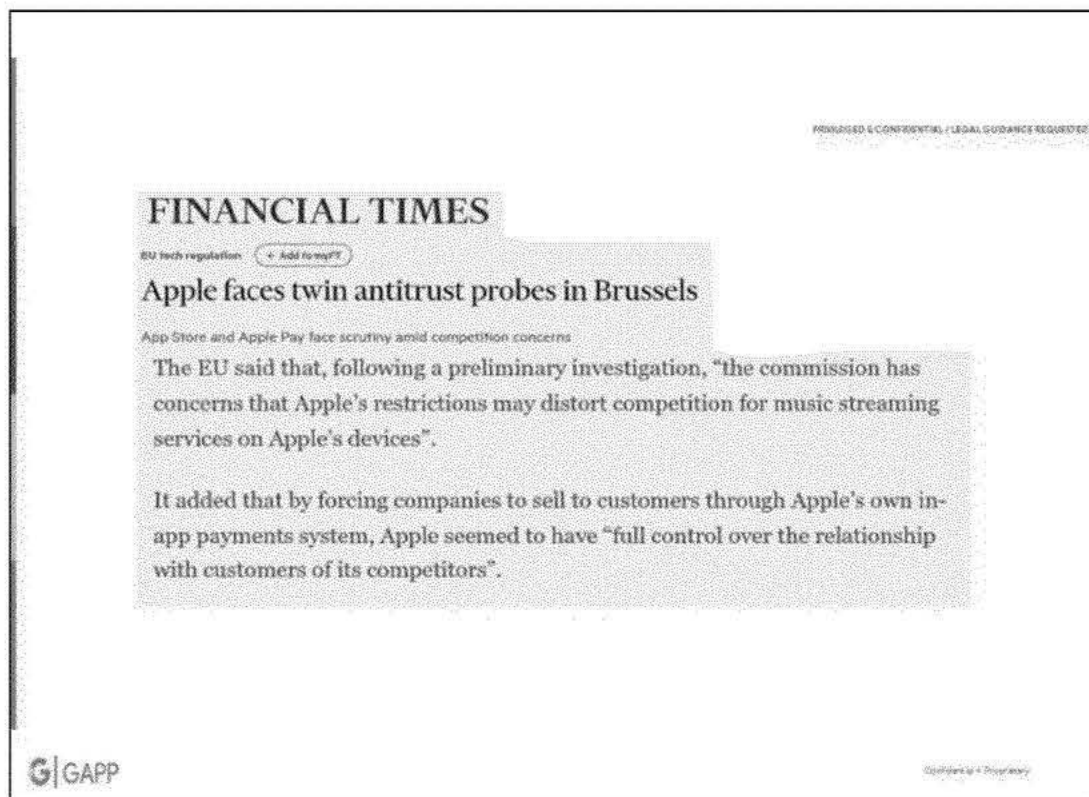 PRIVILEGED & CONFIDENTIAL / LEGAL GUIDANCE REQUESTED
FINANCIAL TIMES
EU tech regulation + Add to myFT
Apple faces twin antitrust probes in Brussels
App Store and Apple Pay face scrutiny amid competition concerns
The EU said that, following a preliminary investigation, “the commission has
concerns that Apple’s restrictions may distort competition for music streaming
services on Apple’s devices”.
It added that by forcing companies to sell to customers through Apple’s own in-
app payments system, Apple seemed to have “full control over the relationship
with customers of its competitors”.
G GAPP
Confidential + Proprietary